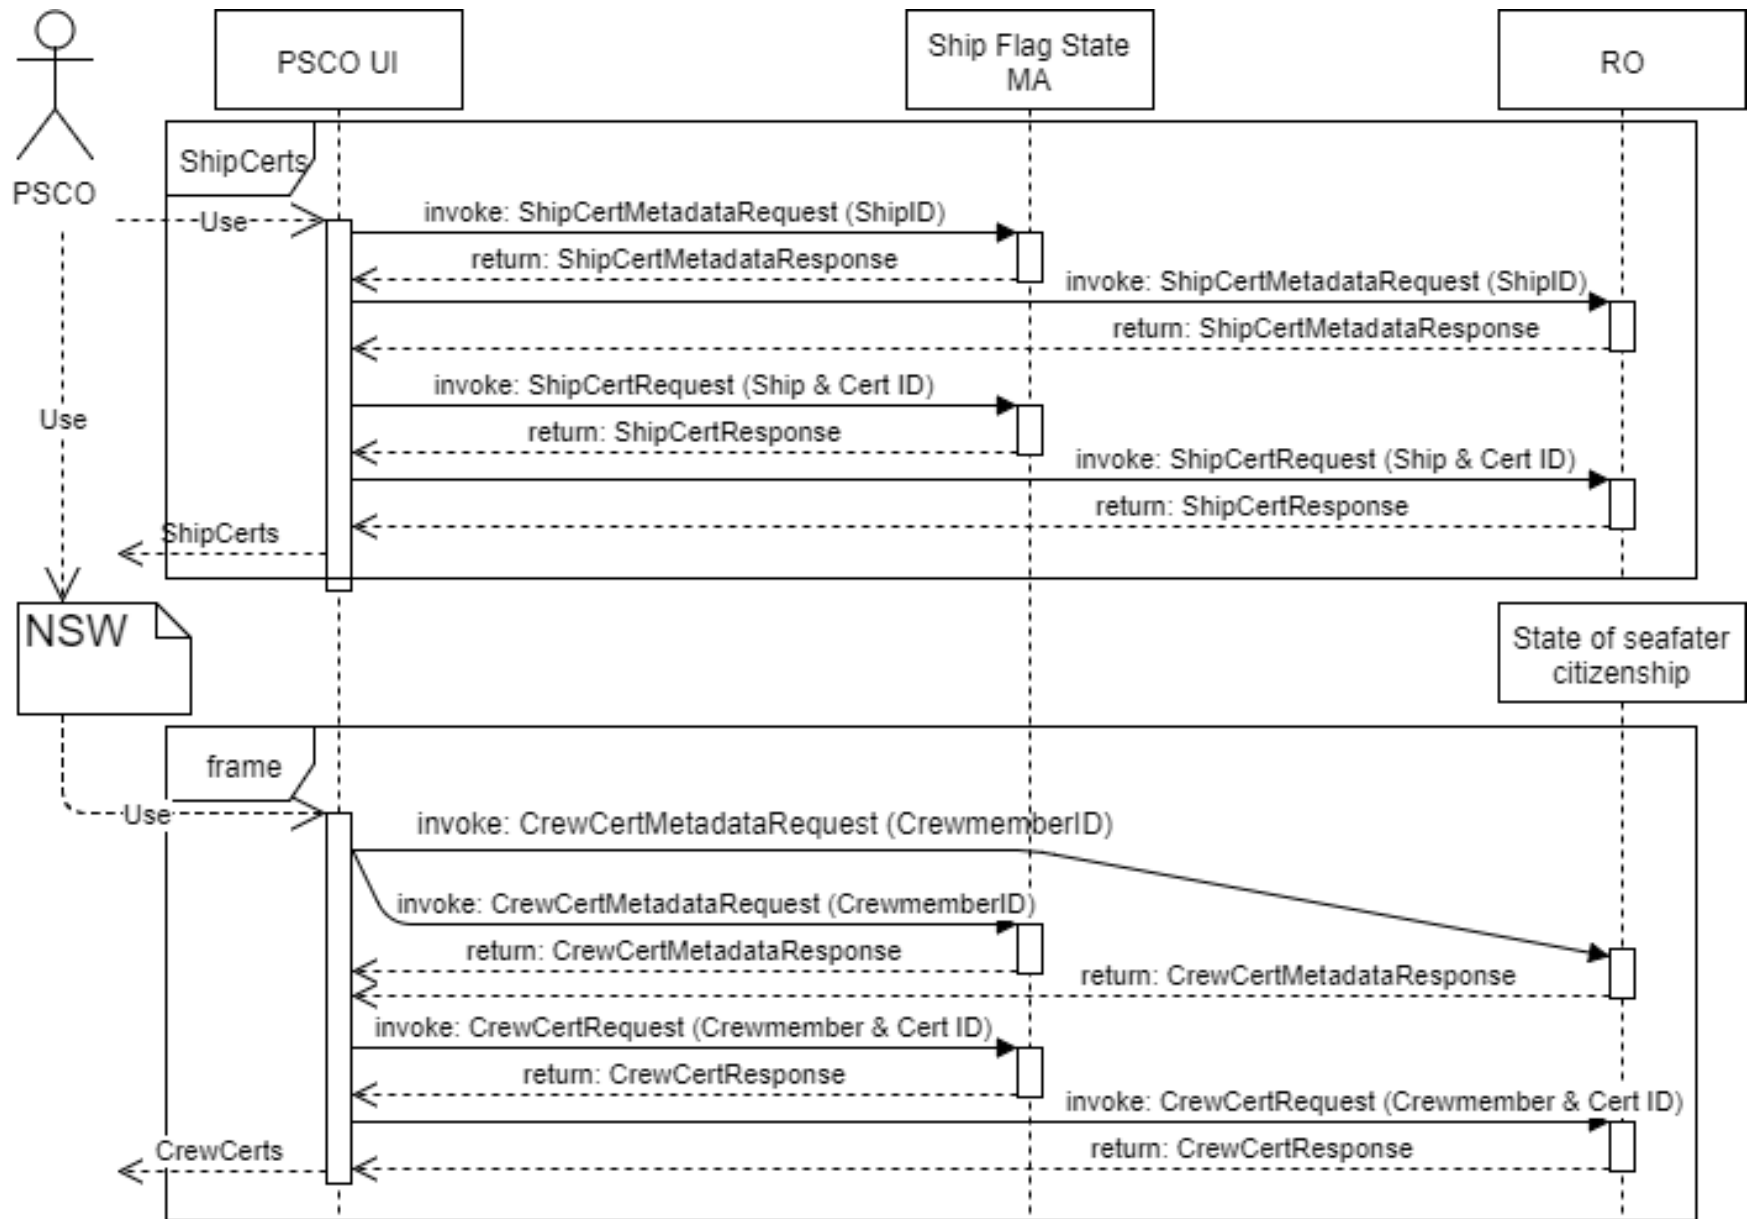 PSCO UI
Ship Flag State
MA
RO
PSCO
ShipCerts
Use
invoke: ShipCertMetadataRequest (ShipID)
return: ShipCertMetadataResponse
invoke: ShipCertMetadataRequest (ShipID)
return: ShipCertMetadataResponse
invoke: ShipCertRequest (Ship & Cert ID)
Use
return: ShipCertResponse
invoke: ShipCertRequest (Ship & Cert ID)
return: ShipCertResponse
ShipCerts
NSW
State of seafater
citizenship
frame
Use
invoke: CrewCertMetadataRequest (CrewmemberID)
invoke: CrewCertMetadataRequest (CrewmemberID)
return: CrewCertMetadataResponse
return: CrewCertMetadataResponse
invoke: CrewCertRequest (Crewmember & Cert ID)
return: CrewCertResponse
invoke: CrewCertRequest (Crewmember & Cert ID)
return: CrewCertResponse
CrewCerts